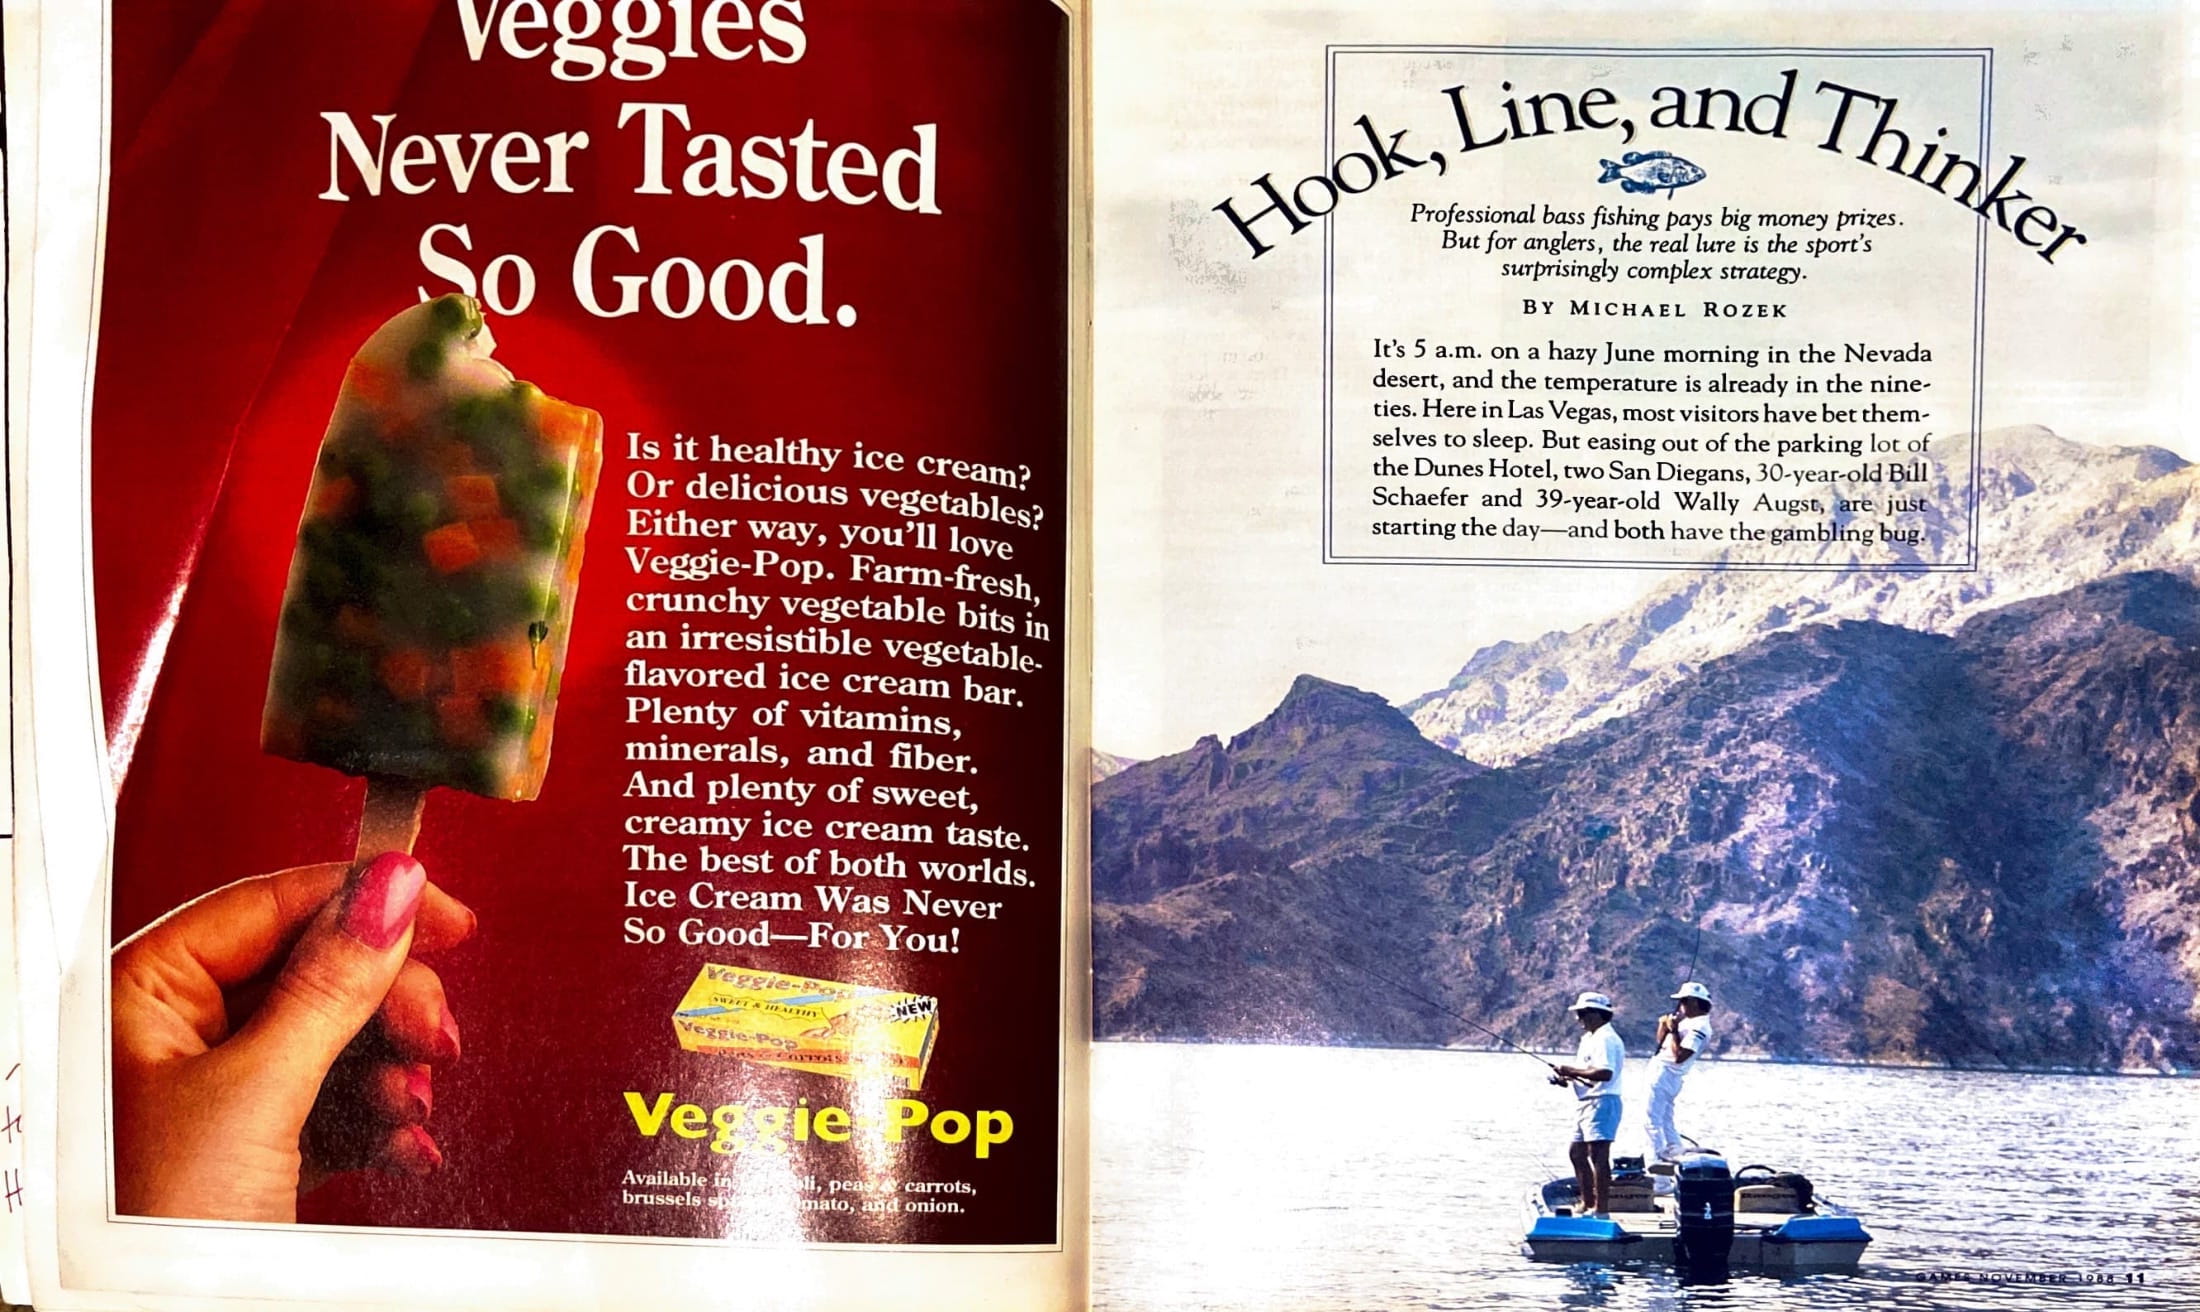 Veggies
Never Tasted
So Good.
Is it healthy ice cream?
Or delicious vegetables?
Either way, you'll love
Veggie-Pop. Farm-fresh,
crunchy vegetable bits in
an irresistible vegetable-
flavored ice cream bar.
Plenty of vitamins,
minerals, and fiber.
And plenty of sweet,
creamy ice cream taste.
The best of both worlds.
Ice Cream Was Never
So Good—For You!
Veggie-Pop
SWEET & HEALTHY
NEW
Veggie-Pop
CARROTS
Veggie Pop
Available in peas & carrots,
brussels and onion.
Hook, Line, and Thinker
Professional bass fishing pays big money prizes.
But for anglers, the real lure is the sport's
surprisingly complex strategy.
BY MICHAEL ROZEK
It's 5 a.m. on a hazy June morning in the Nevada
desert, and the temperature is already in the nine-
ties. Here in Las Vegas, most visitors have bet them-
selves to sleep. But easing out of the parking lot of
the Dunes Hotel, two San Diegans, 30-year-old Bill
Schaefer and 39-year-old Wally Augst, are just
starting the day—and both have the gambling bug.
GAMES NOVEMBER 1988 11